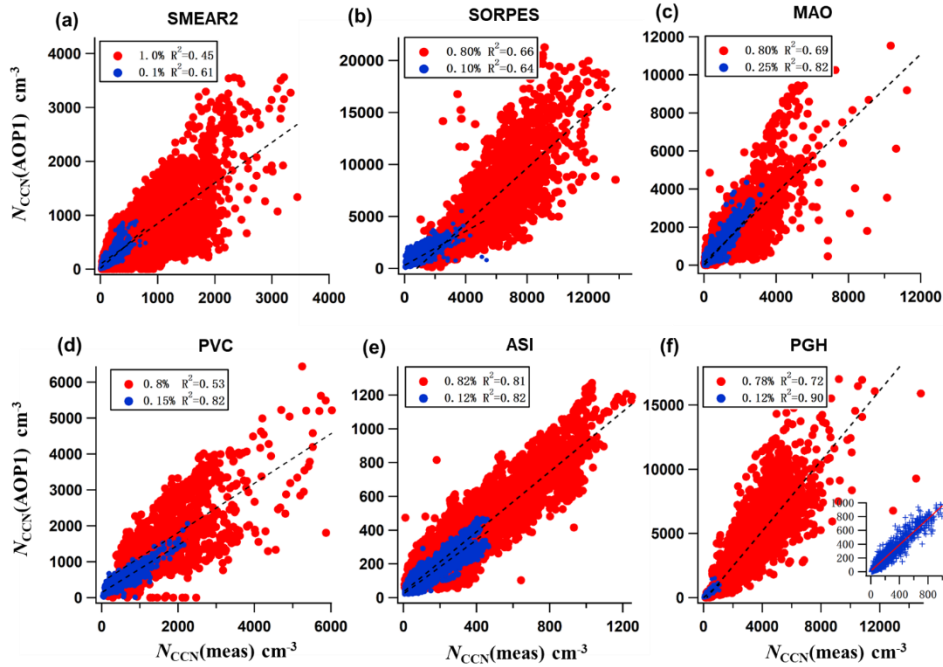 (a) SMEAR2
1.0% R²=0.45
0.1% R²=0.61
N_CCN(AOP1) cm⁻³
4000
3000
2000
1000
0
0 1000 2000 3000 4000
(b) SORPES
0.80% R²=0.66
0.10% R²=0.64
20000
15000
10000
5000
0
0 4000 8000 12000
(c) MAO
0.80% R²=0.69
0.25% R²=0.82
12000
10000
8000
6000
4000
2000
0
0 4000 8000 12000
(d) PVC
0.8% R²=0.53
0.15% R²=0.82
N_CCN(AOP1) cm⁻³
6000
5000
4000
3000
2000
1000
0
0 2000 4000 6000
N_CCN(meas) cm⁻³
(e) ASI
0.82% R²=0.81
0.12% R²=0.82
1200
1000
800
600
400
200
0
0 400 800 1200
N_CCN(meas) cm⁻³
(f) PGH
0.78% R²=0.72
0.12% R²=0.90
15000
10000
5000
0
0 4000 8000 12000
1000
800
600
400
200
0
0 400 800
N_CCN(meas) cm⁻³